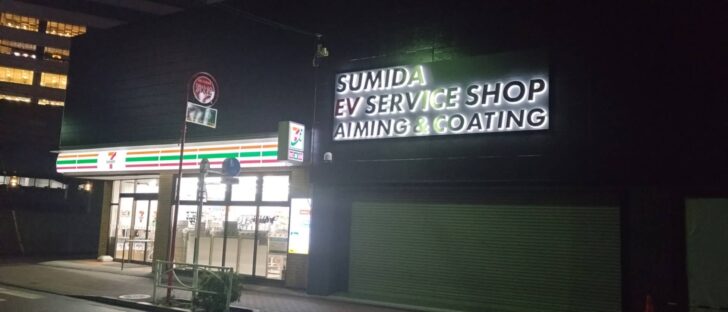 SUMIDA
EV SERVICE SHOP
AIMING & COATING